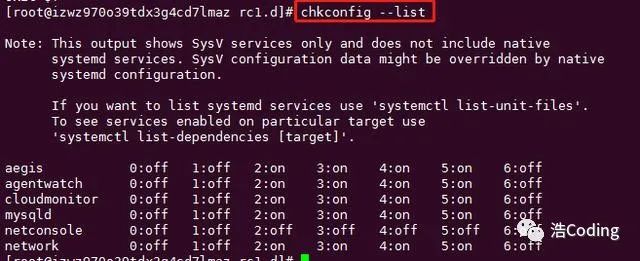 [root@izwz970o39tdx3g4cd7lmaz rc1.d]# chkconfig --list
Note: This output shows SysV services only and does not include native
systemd services. SysV configuration data might be overridden by native
systemd configuration.
If you want to list systemd services use 'systemctl list-unit-files'.
To see services enabled on particular target use
'systemctl list-dependencies [target]'.
aegis 0:off 1:off 2:on 3:on 4:on 5:on 6:off
agentwatch 0:off 1:off 2:on 3:on 4:on 5:on 6:off
cloudmonitor 0:off 1:off 2:on 3:on 4:on 5:on 6:off
mysqld 0:off 1:off 2:on 3:on 4:on 5:on 6:off
netconsole 0:off 1:off 2:off 3:off 4:off 5:off 6:off
network 0:off 1:off 2:on 3:on 4:on 5:on 6:off
[root@izwz970o39tdx3g4cd7lmaz rc1.d]#
浩Coding